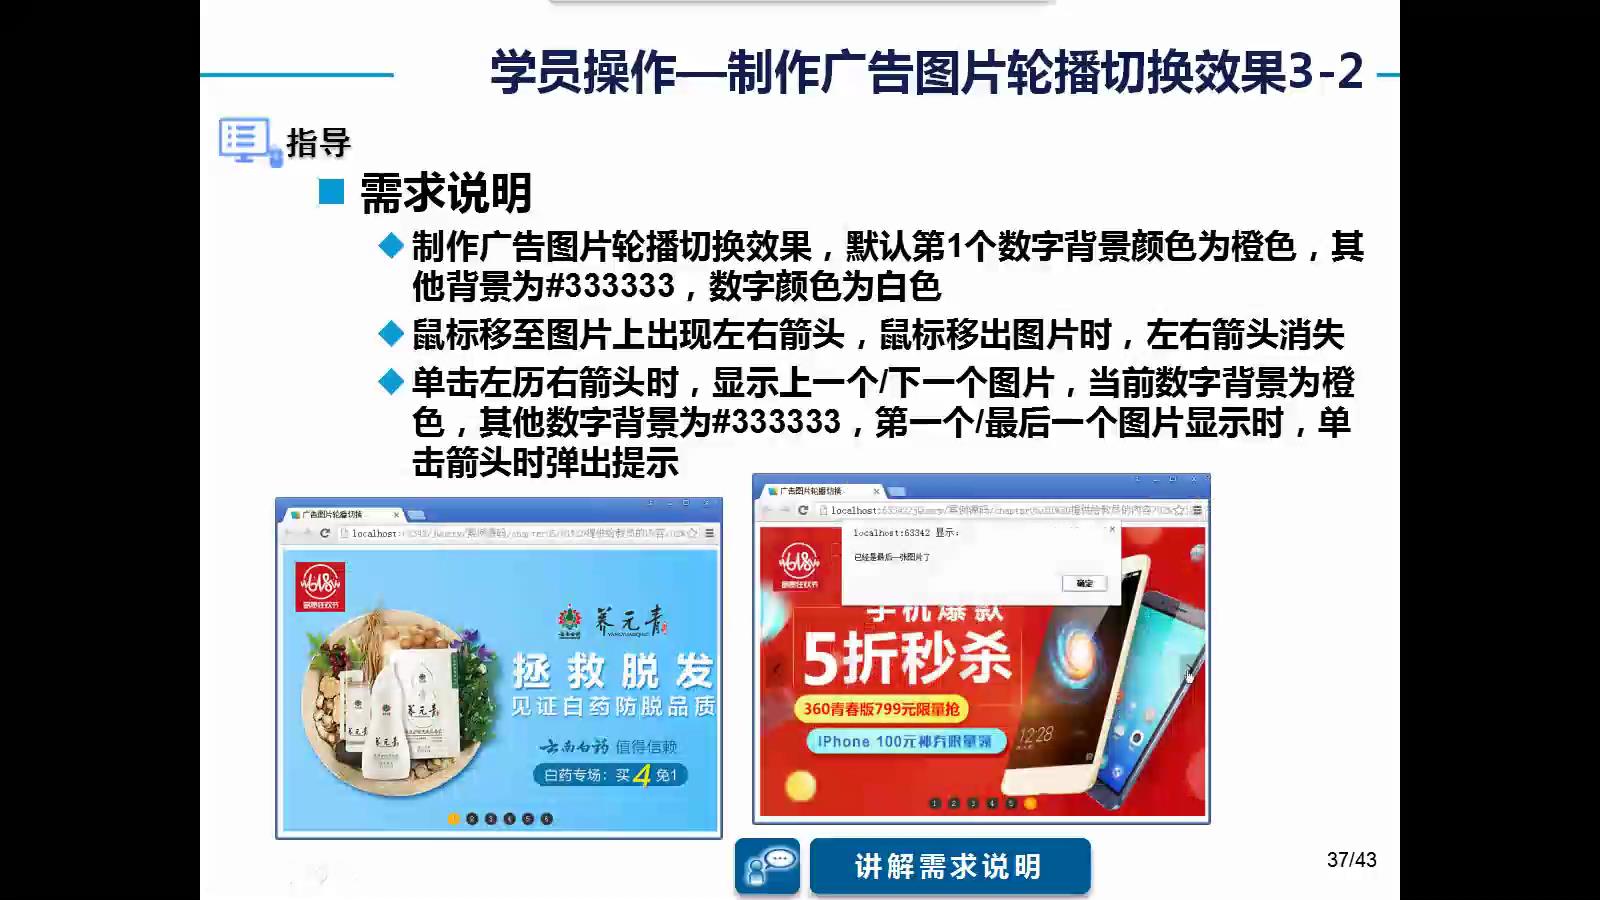 学员操作—制作广告图片轮播切换效果3-2
指导
需求说明
制作广告图片轮播切换效果，默认第1个数字背景颜色为橙色，其
他背景为#333333，数字颜色为白色
鼠标移至图片上出现左右箭头，鼠标移出图片时，左右箭头消失
单击左历右箭头时，显示上一个/下一个图片，当前数字背景为橙
色，其他数字背景为#333333，第一个/最后一个图片显示时，单
击箭头时弹出提示
广告图片轮播切换
618
养元青
拯救脱发
见证白药防脱品质
云南白药 值得信赖
白药专场：买4免1
1 2 3 4 5 6
广告图片轮播切换
localhost:63342 显示：
已经是最后一张图片了
确定
618
手机爆款
5折秒杀
360青春版799元限量抢
iPhone 100元神券限量领
12:28
1 2 3 4 5
讲解需求说明
37/43